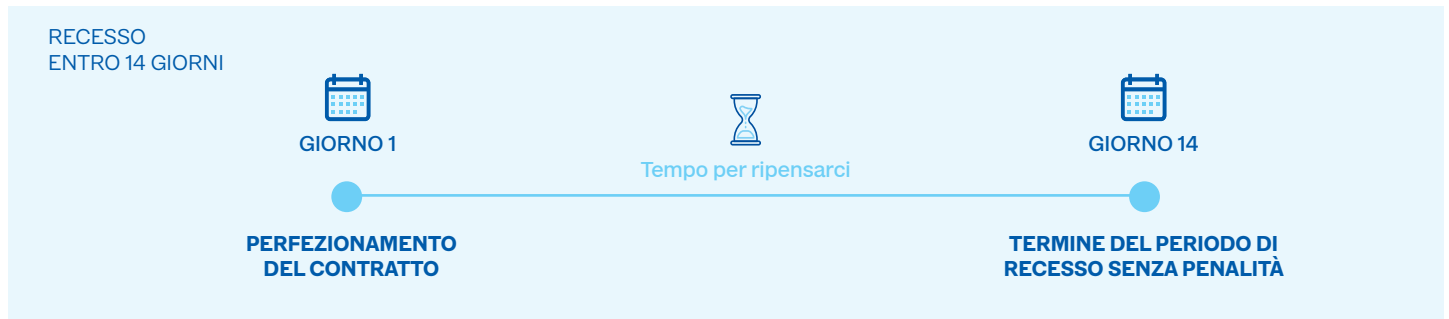 RECESSO
ENTRO 14 GIORNI
GIORNO 1
GIORNO 14
Tempo per ripensarci
PERFEZIONAMENTO
DEL CONTRATTO
TERMINE DEL PERIODO DI
RECESSO SENZA PENALITÀ